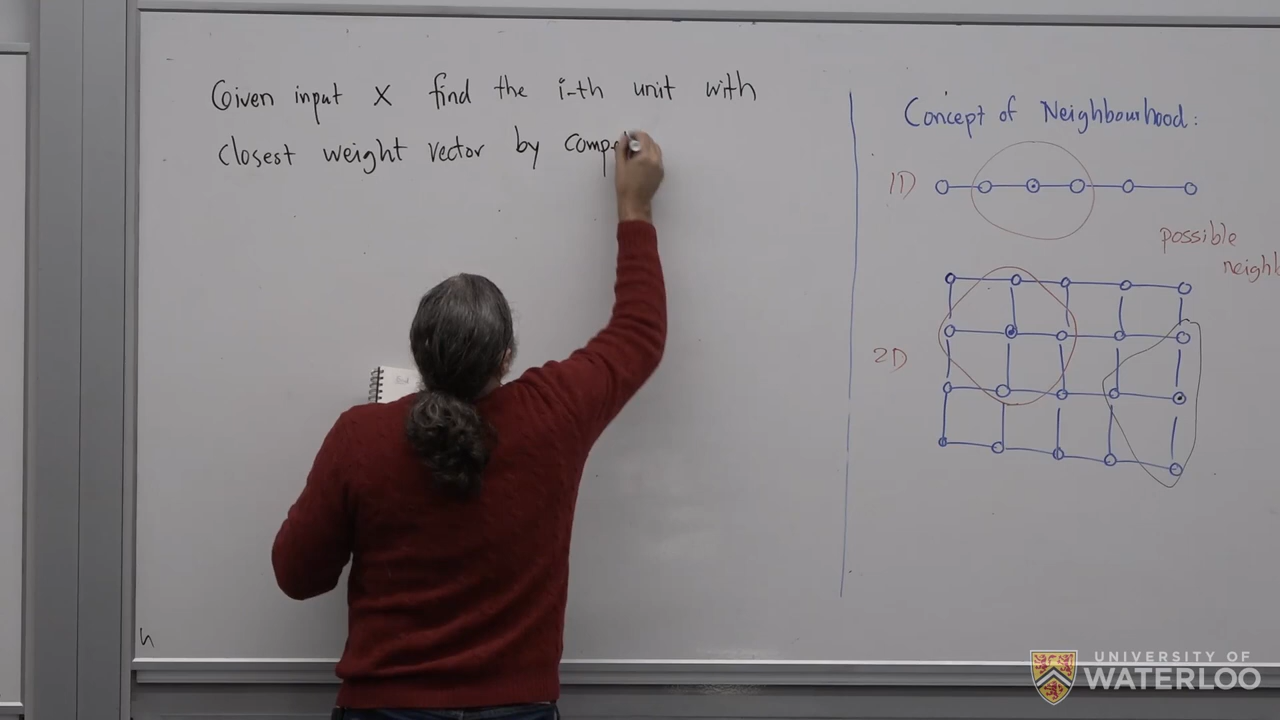 Given input X find the i-th unit with
closest weight vector by comp
Concept of Neighbourhood:
1D
possible
neighb
2D
h
UNIVERSITY OF
WATERLOO